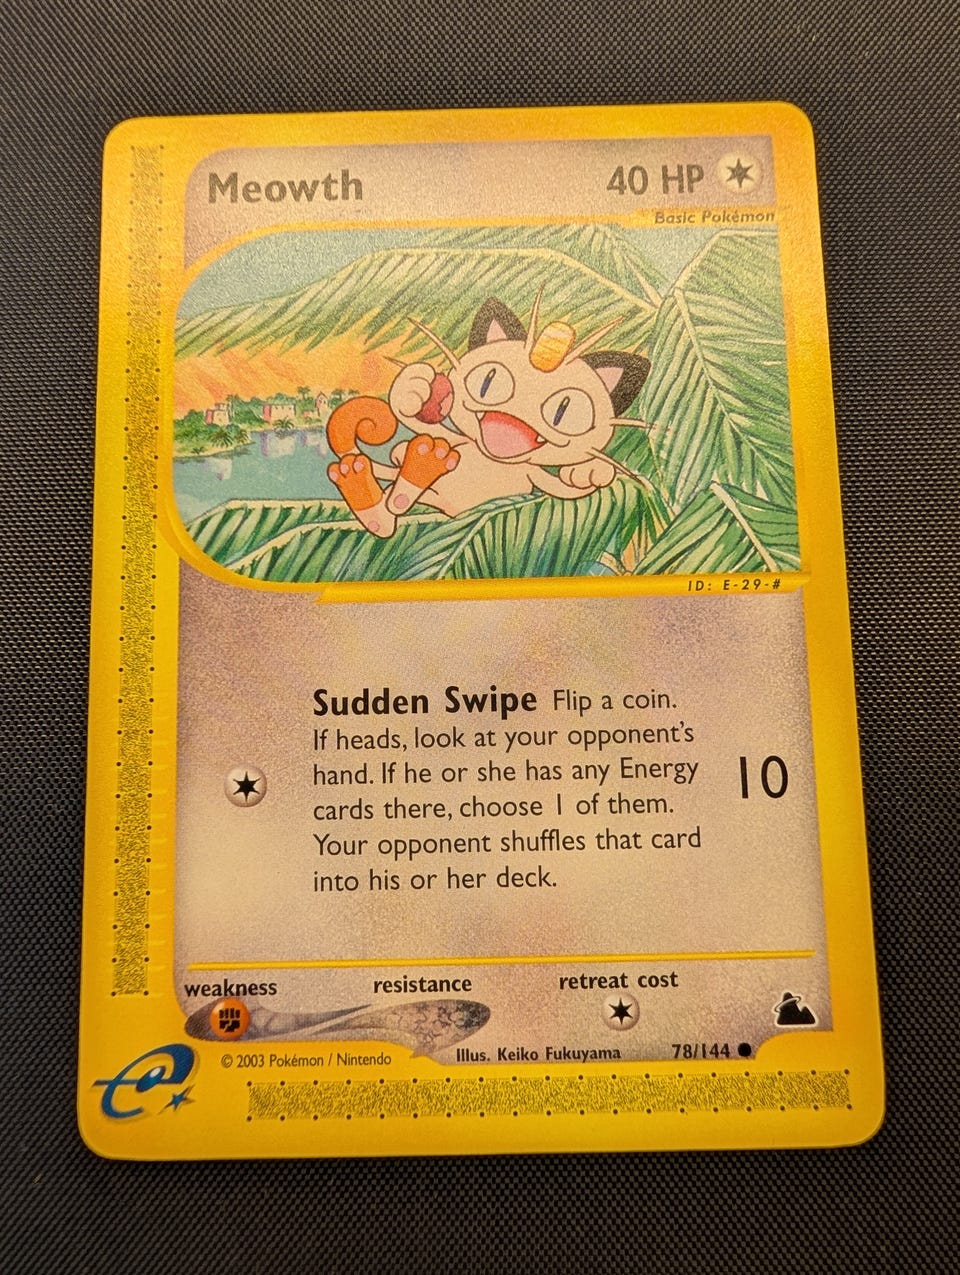 Meowth
40 HP
Basic Pokémon
ID: E-29-#
Sudden Swipe Flip a coin.
If heads, look at your opponent's
hand. If he or she has any Energy
cards there, choose 1 of them.
Your opponent shuffles that card
into his or her deck.
10
weakness
resistance
retreat cost
© 2003 Pokémon / Nintendo
Illus. Keiko Fukuyama
78/144
e